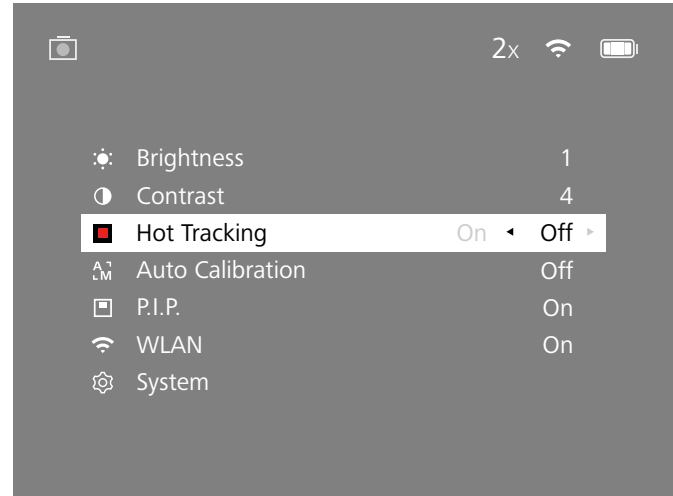 2x
Brightness 1
Contrast 4
Hot Tracking On Off
A M Auto Calibration Off
P.I.P. On
WLAN On
System